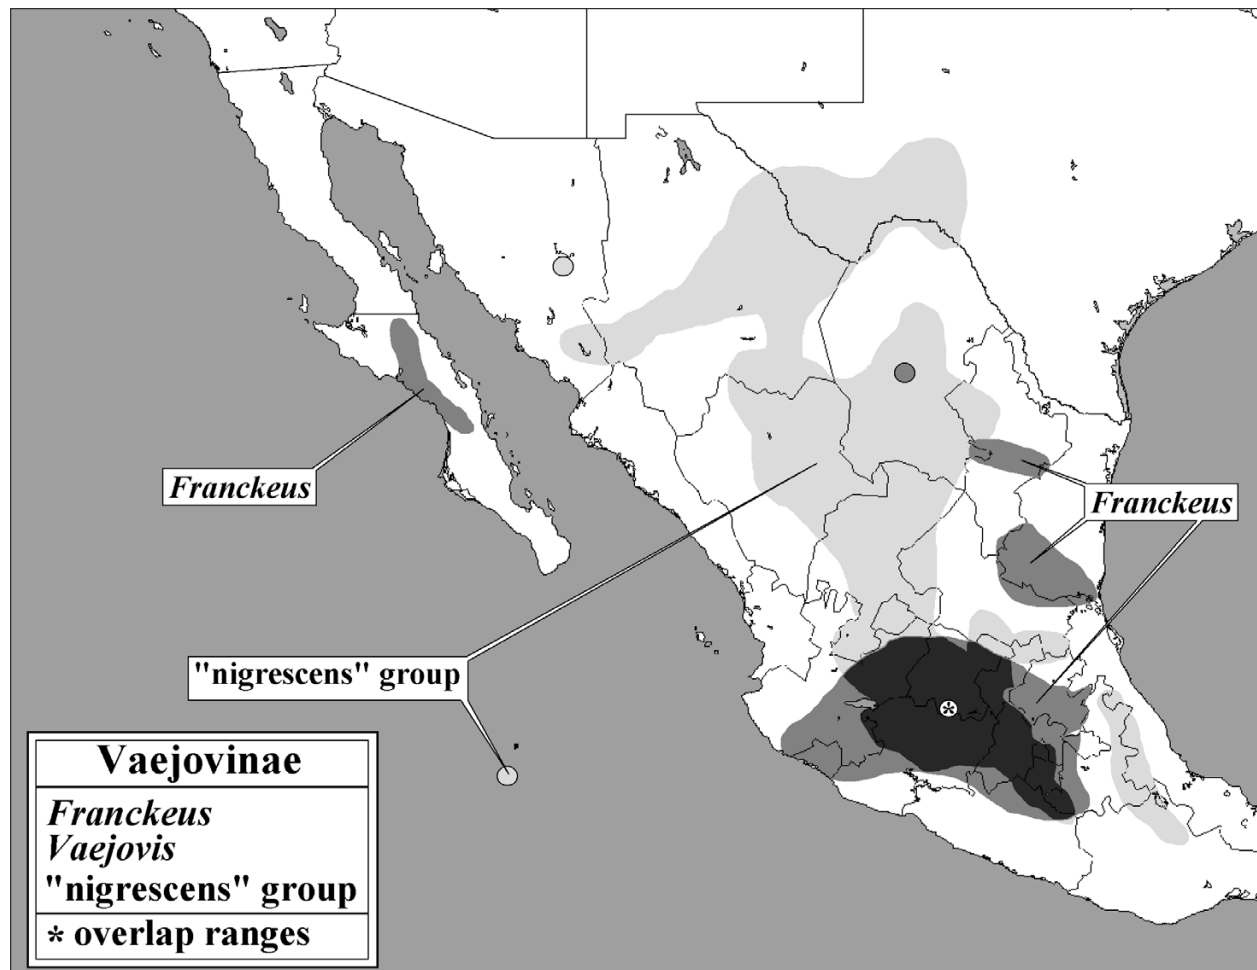 Franckeus
Franckeus
"nigrescens" group
*
Vaejovinae
Franckeus
Vaejovis
"nigrescens" group
* overlap ranges